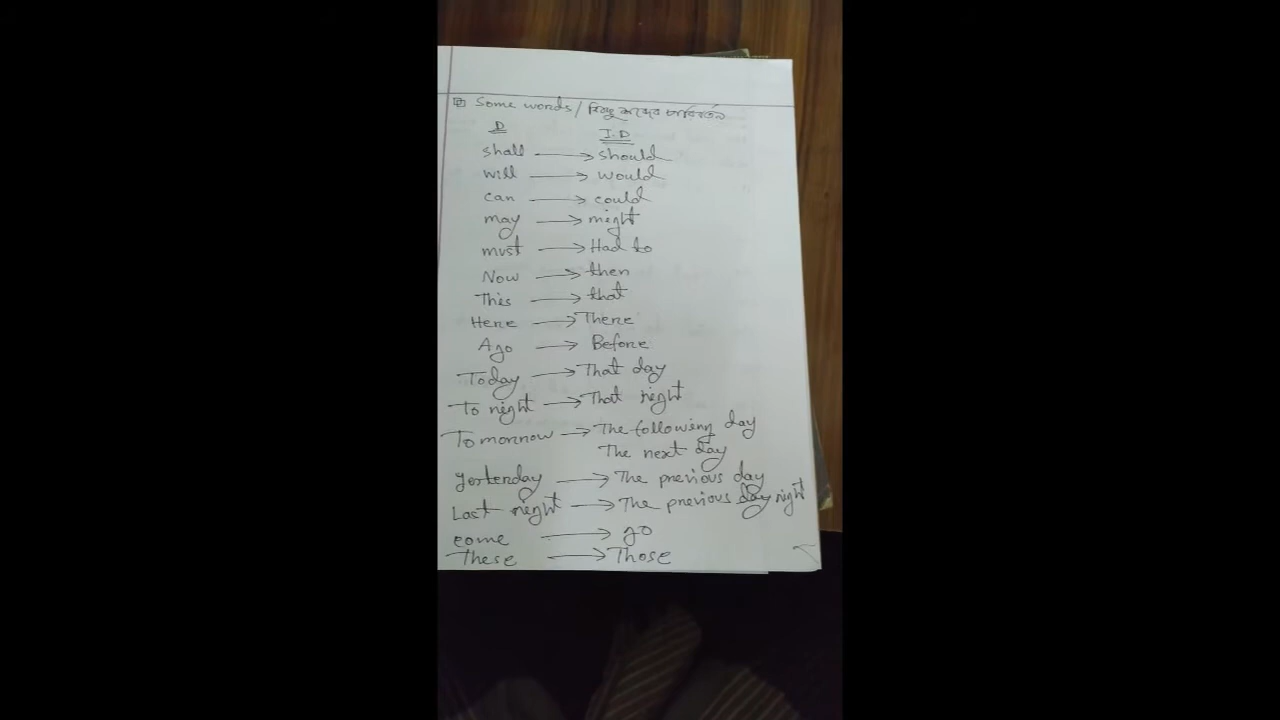 Some words / কিছু শব্দের পরিবর্তন
D I.D
shall → should
will → would
can → could
may → might
must → Had to
Now → then
This → that
Here → There
Ago → Before
Today → That day
To night → That night
Tomorrow → The following day
The next day
Yesterday → The previous day
Last night → The previous day night
come → go
These → Those